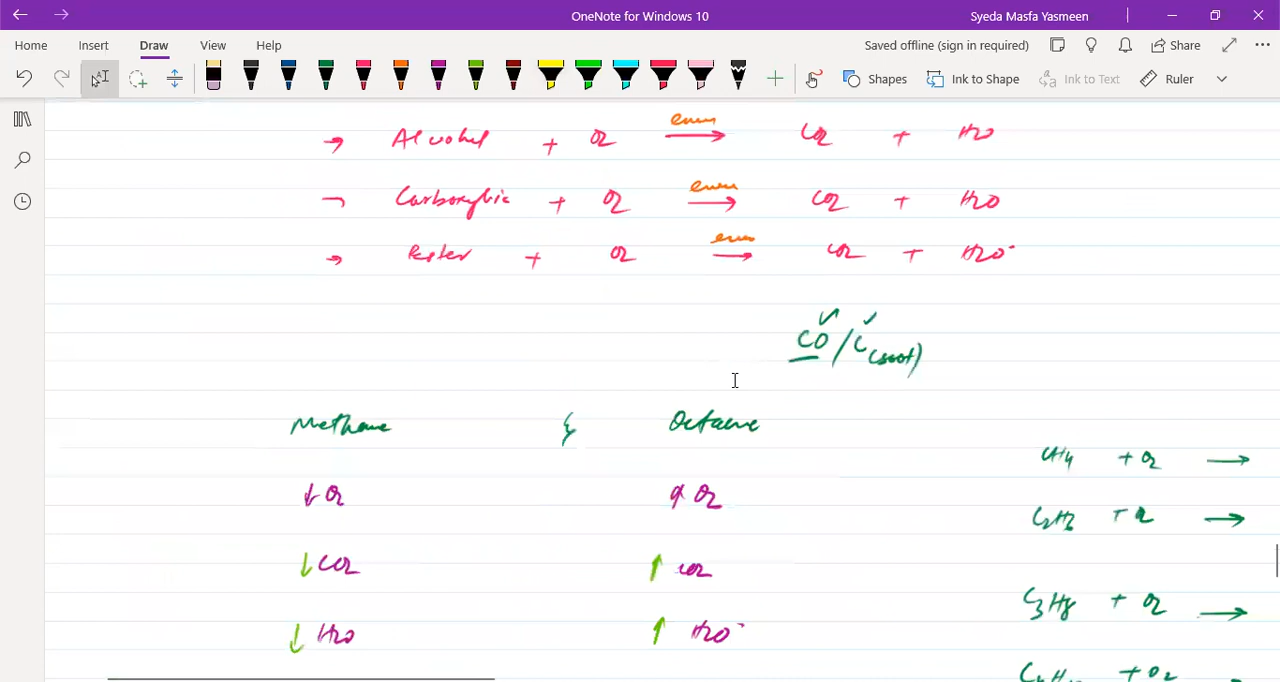 OneNote for Windows 10
Syeda Masfa Yasmeen
Home Insert Draw View Help
Saved offline (sign in required) Share
Shapes Ink to Shape Ink to Text Ruler
→ Alcohol + O2 → CO2 + H2O
Carboxylic + O2 → CO2 + H2O
→ Ester + O2 → CO2 + H2O
CO / C (soot)
Methane & Octane
↓ O2 ↑ O2
↓ CO2 ↑ CO2
↓ H2O ↑ H2O
CH4 + O2 →
C2H6 + O2 →
C3H8 + O2 →
+ O2